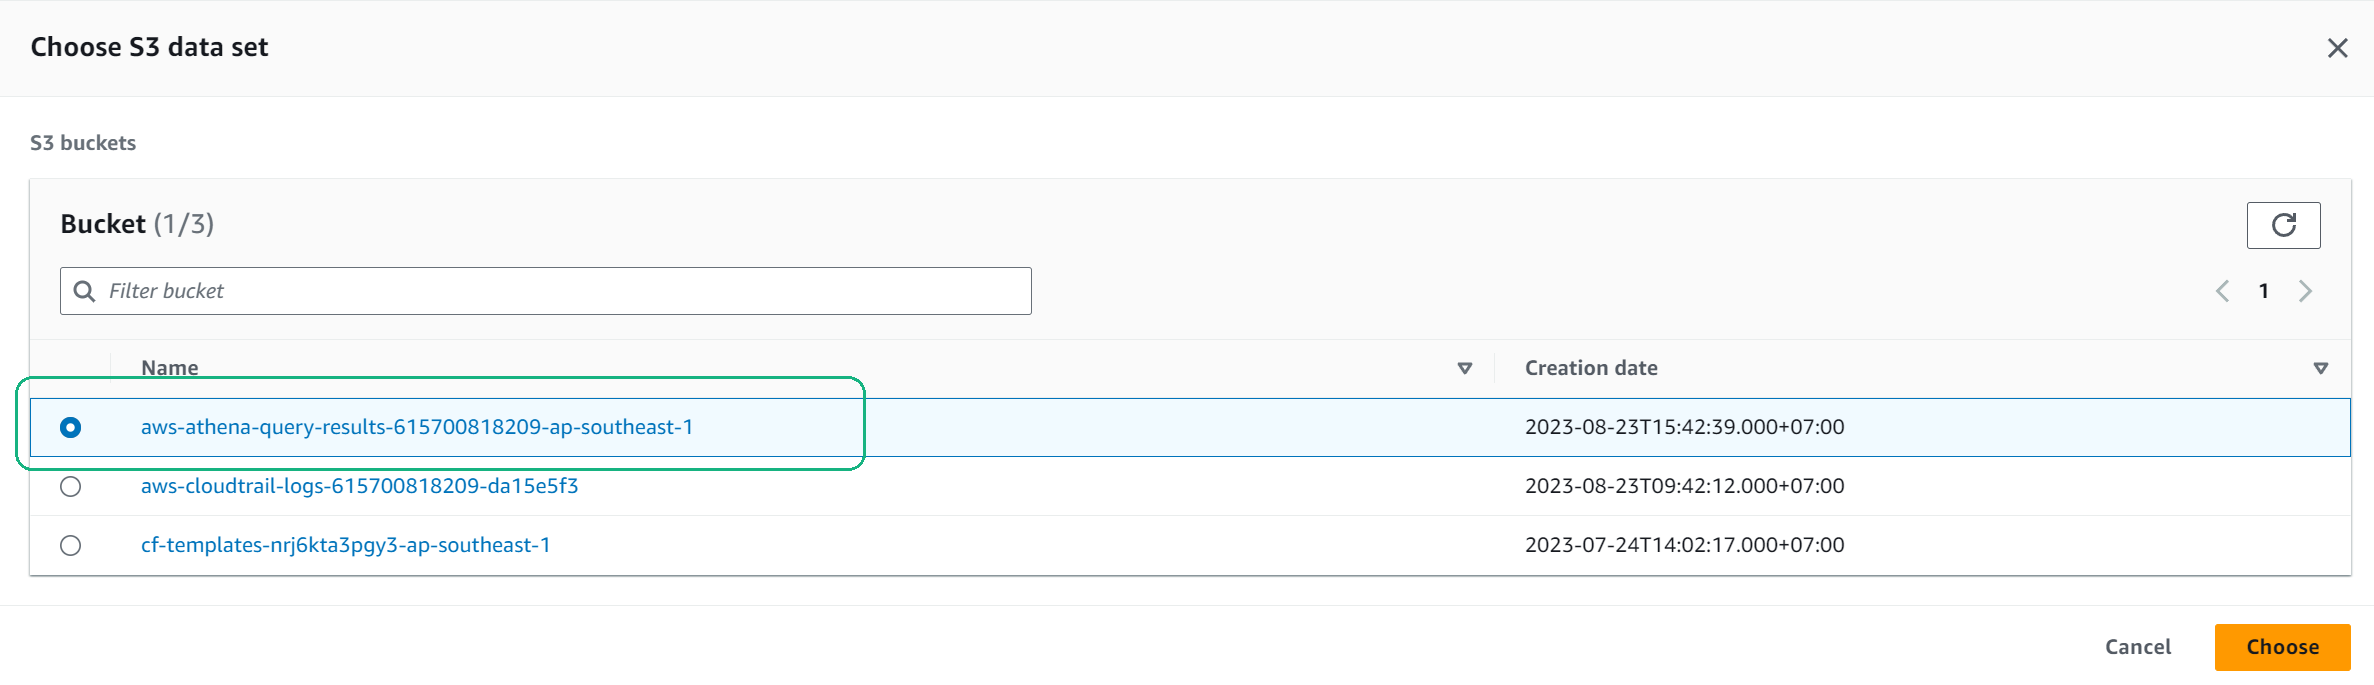 Choose S3 data set
S3 buckets
Bucket (1/3)
Filter bucket
1
Name Creation date
aws-athena-query-results-615700818209-ap-southeast-1 2023-08-23T15:42:39.000+07:00
aws-cloudtrail-logs-615700818209-da15e5f3 2023-08-23T09:42:12.000+07:00
cf-templates-nrj6kta3pgy3-ap-southeast-1 2023-07-24T14:02:17.000+07:00
Cancel Choose